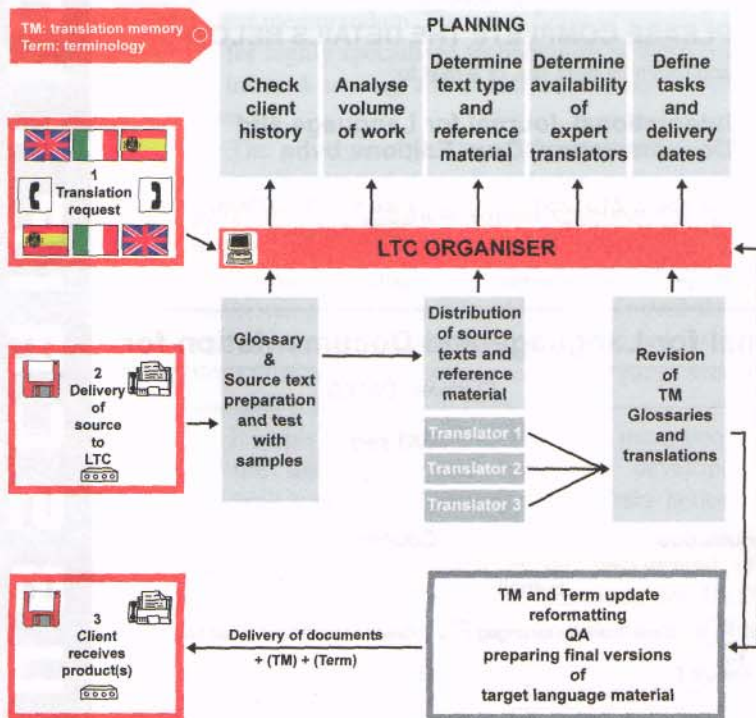 TM: translation memory
Term: terminology
PLANNING
Check
client
history
Analyse
volume
of work
Determine
text type
and
reference
material
Determine
availability
of
expert
translators
Define
tasks
and
delivery
dates
1
Translation
request
LTC ORGANISER
2
Delivery
of
source
to
LTC
Glossary
&
Source text
preparation
and test
with
samples
Distribution
of source
texts and
reference
material
Translator 1
Translator 2
Translator 3
Revision
of
TM
Glossaries
and
translations
3
Client
receives
product(s)
Delivery of documents
+ (TM) + (Term)
TM and Term update
reformatting
QA
preparing final versions
of
target language material